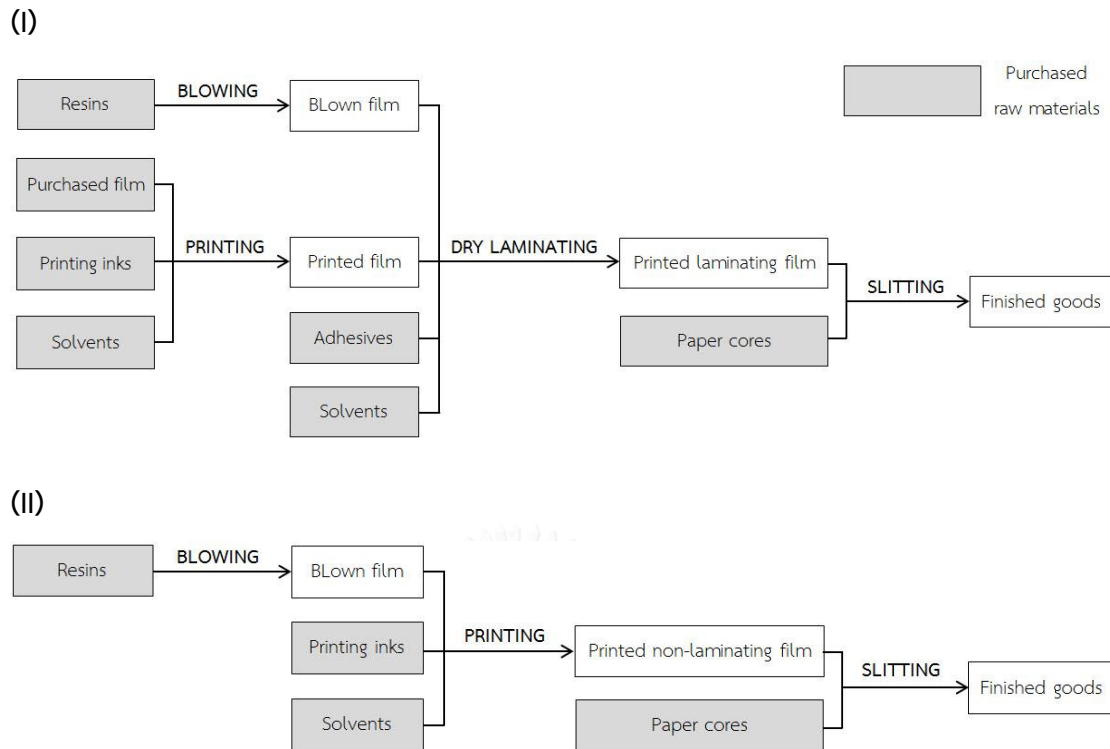 (I)
Purchased
raw materials
Resins
BLOWING
BLown film
Purchased film
Printing inks
PRINTING
Printed film
DRY LAMINATING
Printed laminating film
SLITTING
Finished goods
Solvents
Adhesives
Paper cores
Solvents
(II)
Resins
BLOWING
BLown film
Printing inks
PRINTING
Printed non-laminating film
SLITTING
Finished goods
Solvents
Paper cores